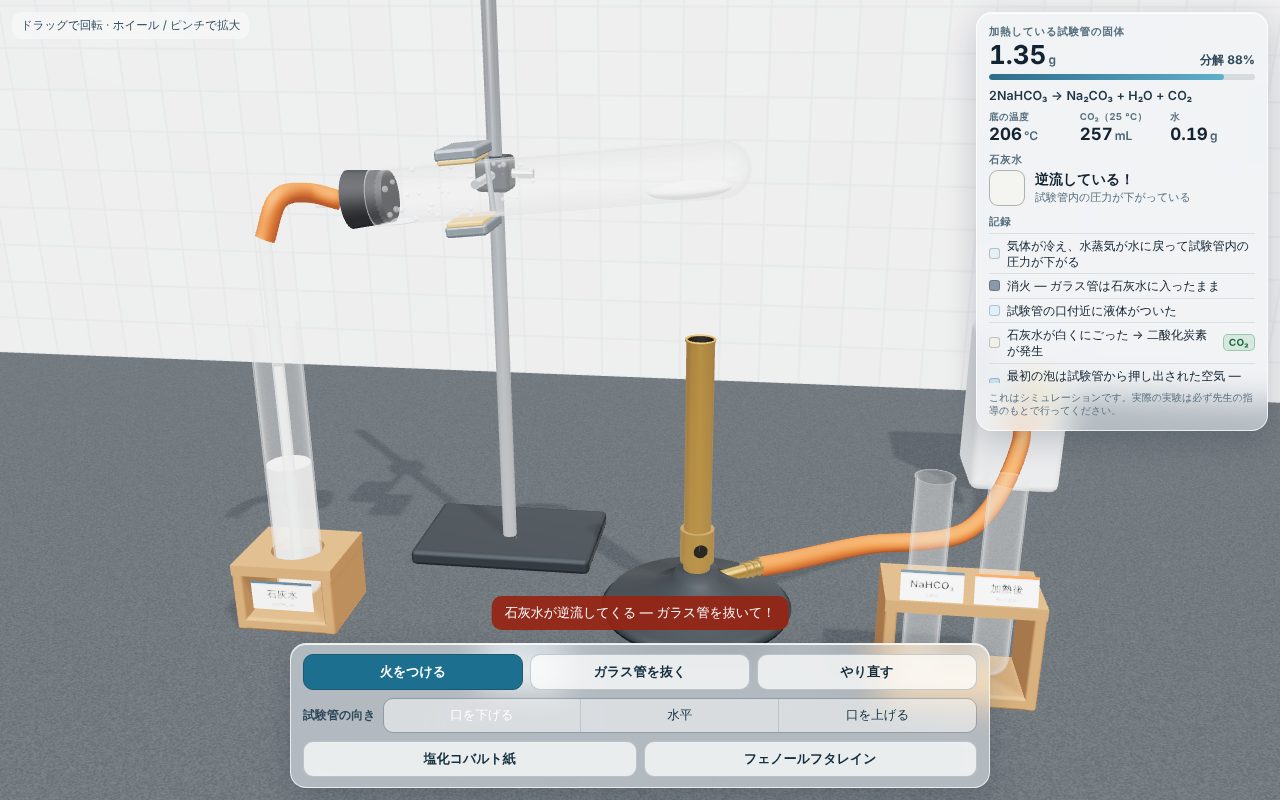 ドラッグで回転 · ホイール / ピンチで拡大
加熱している試験管の固体
1.35 g
分解 88%
2NaHCO₃ → Na₂CO₃ + H₂O + CO₂
底の温度 CO₂（25 °C） 水
206 °C 257 mL 0.19 g
石灰水
逆流している！
試験管内の圧力が下がっている
記録
気体が冷え、水蒸気が水に戻って試験管内の
圧力が下がる
消火 — ガラス管は石灰水に入ったまま
試験管の口付近に液体がついた
石灰水が白くにごった → 二酸化炭素
が発生
CO₂
最初の泡は試験管から押し出された空気 —
これはシミュレーションです。実際の実験は必ず先生の指
導のもとで行ってください。
石灰水
NaHCO₃
加熱後
石灰水が逆流してくる — ガラス管を抜いて！
火をつける
ガラス管を抜く
やり直す
試験管の向き
口を下げる
水平
口を上げる
塩化コバルト紙
フェノールフタレイン